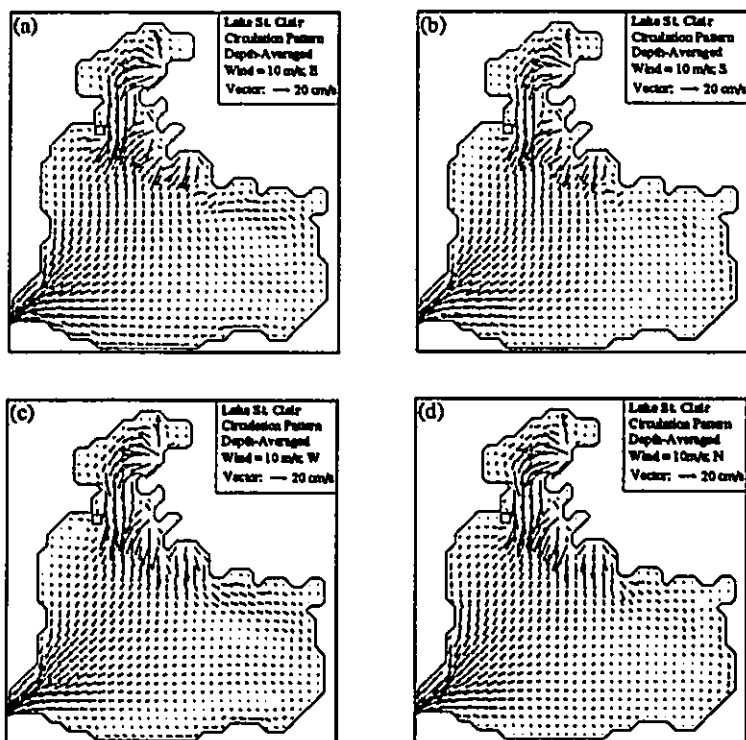 (a)
Lake St. Clair
Circulation Pattern
Depth-Averaged
Wind = 10 m/s; E
Vector: → 20 cm/s
(b)
Lake St. Clair
Circulation Pattern
Depth-Averaged
Wind = 10 m/s; S
Vector: → 20 cm/s
(c)
Lake St. Clair
Circulation Pattern
Depth-Averaged
Wind = 10 m/s; W
Vector: → 20 cm/s
(d)
Lake St. Clair
Circulation Pattern
Depth-Averaged
Wind = 10m/s; N
Vector: → 20 cm/s